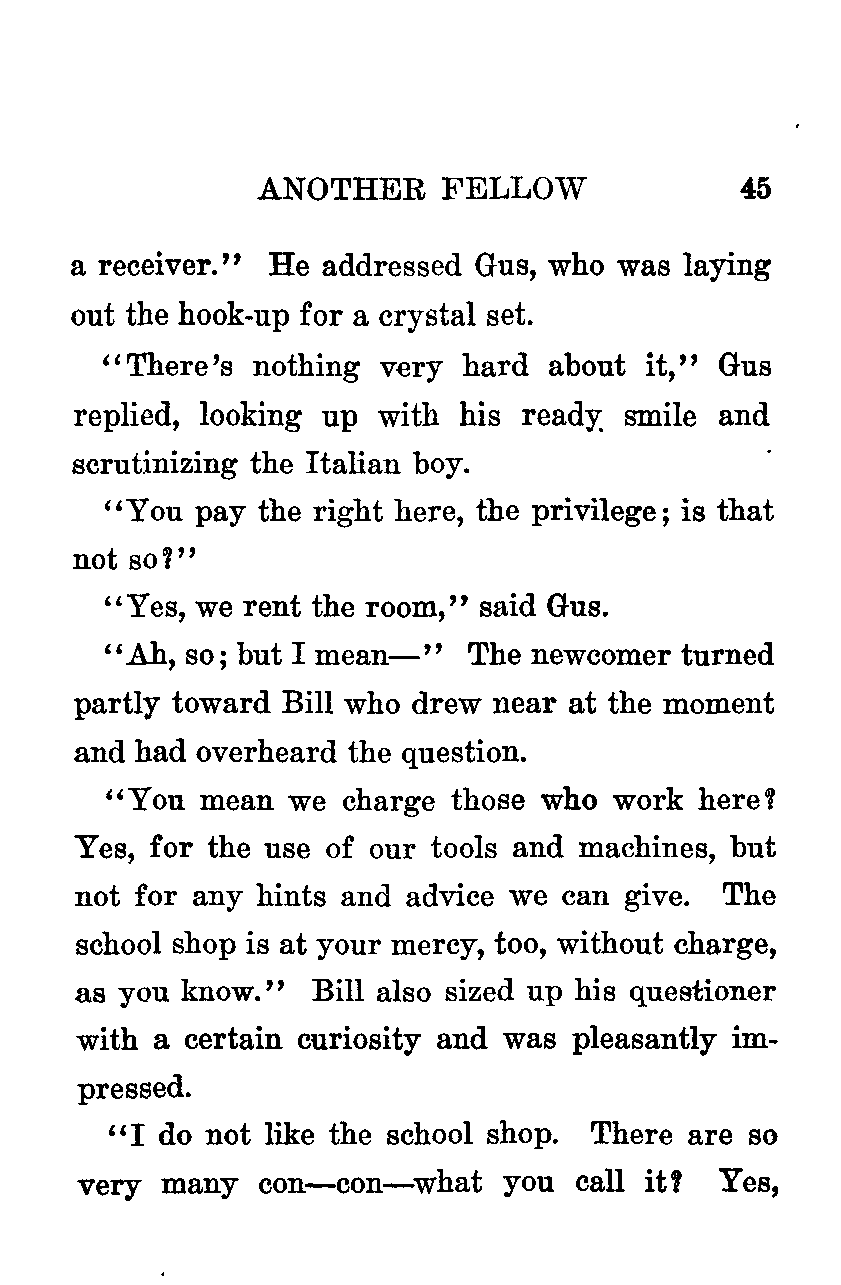 ANOTHER FELLOW 45
a receiver." He addressed Gus, who was laying
out the hook-up for a crystal set.
"There's nothing very hard about it," Gus
replied, looking up with his ready smile and
scrutinizing the Italian boy.
"You pay the right here, the privilege; is that
not so?"
"Yes, we rent the room," said Gus.
"Ah, so; but I mean—" The newcomer turned
partly toward Bill who drew near at the moment
and had overheard the question.
"You mean we charge those who work here?
Yes, for the use of our tools and machines, but
not for any hints and advice we can give. The
school shop is at your mercy, too, without charge,
as you know." Bill also sized up his questioner
with a certain curiosity and was pleasantly im-
pressed.
"I do not like the school shop. There are so
very many con—con—what you call it? Yes,